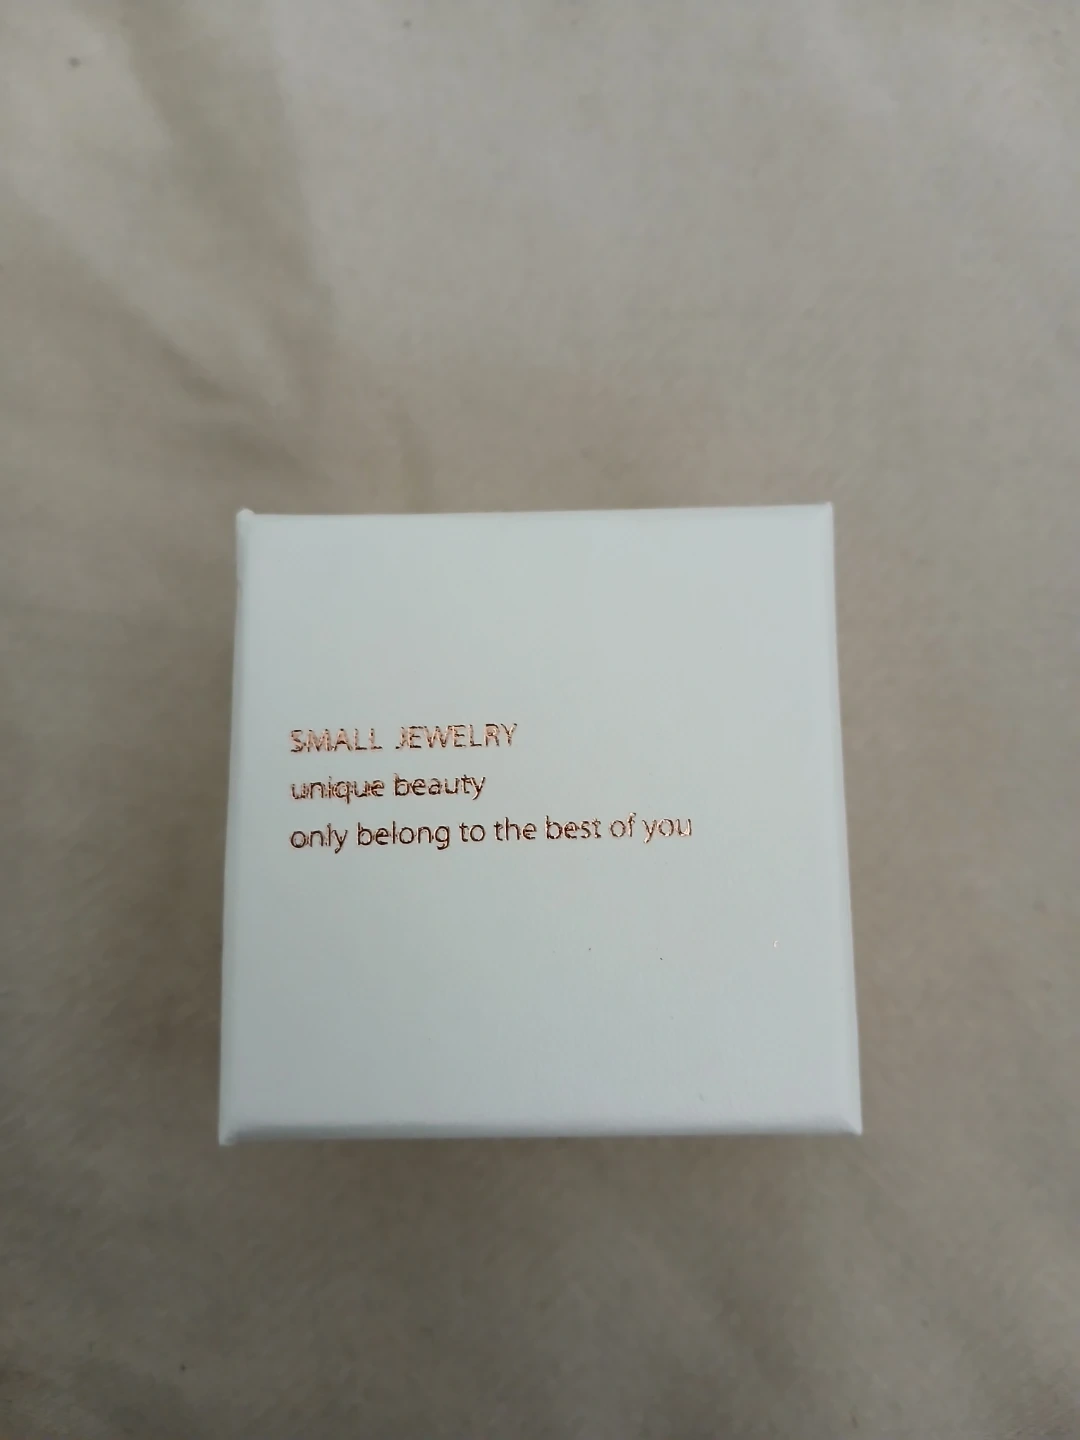 SMALL JEWELRY
unique beauty
only belong to the best of you